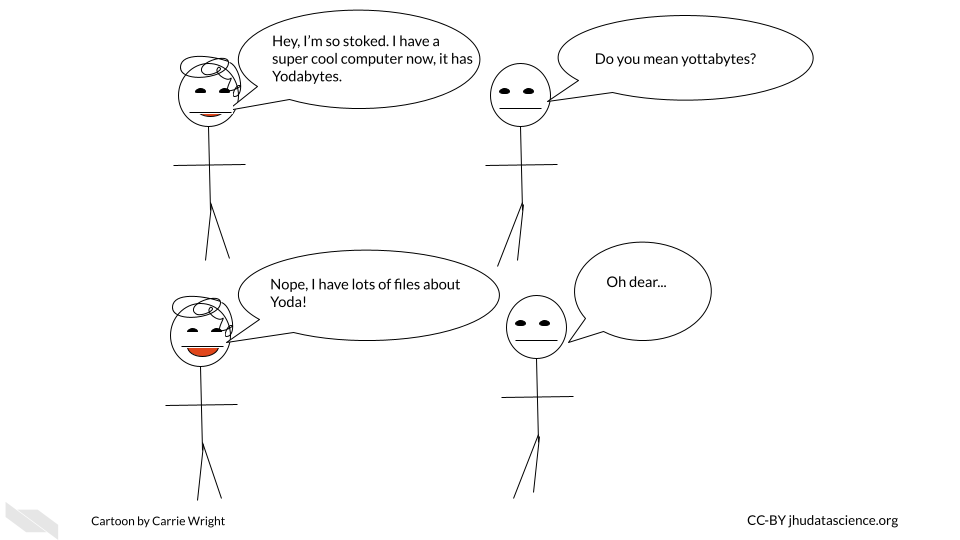 Hey, I'm so stoked. I have a
super cool computer now, it has
Yodabytes.
Do you mean yottabytes?
Nope, I have lots of files about
Yoda!
Oh dear...
Cartoon by Carrie Wright
CC-BY jhudatascience.org